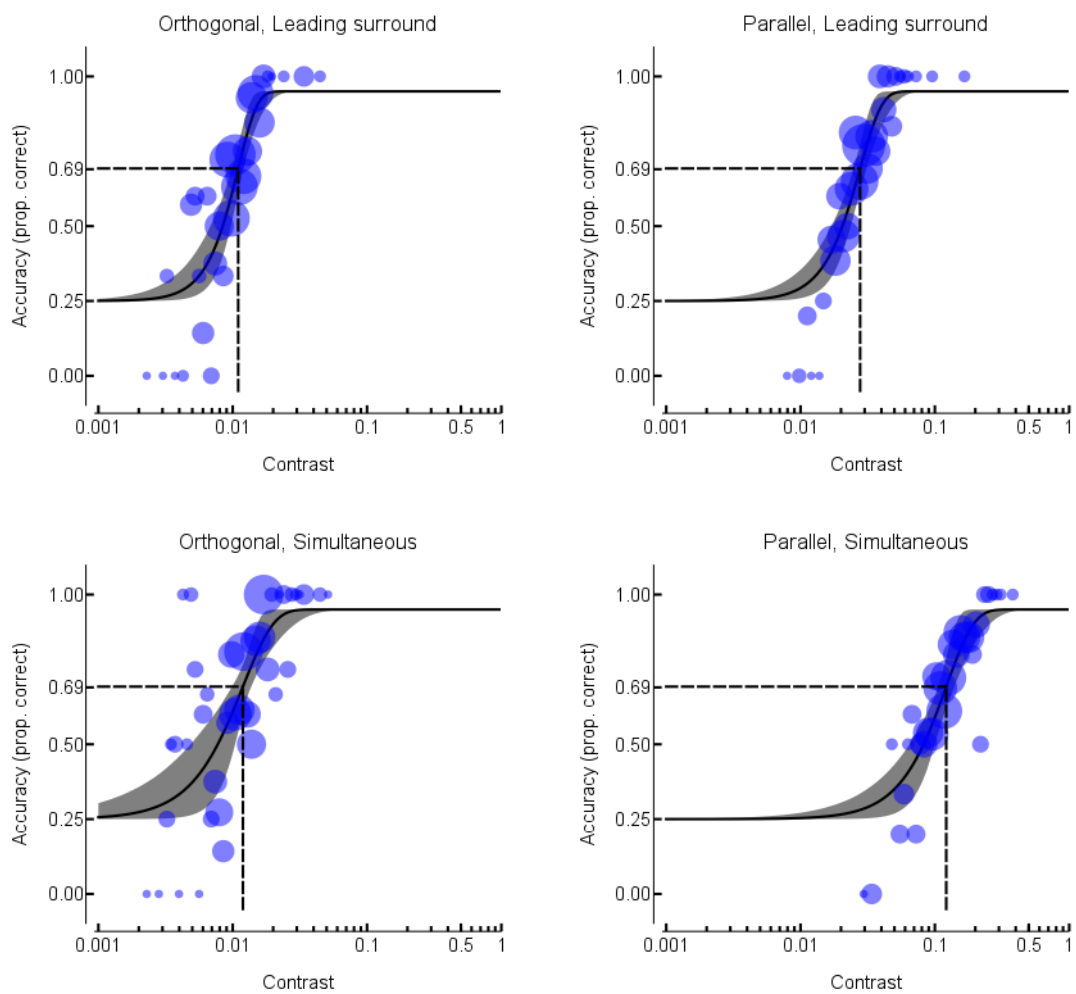 Orthogonal, Leading surround
Accuracy (prop. correct)
1.00
0.69
0.50
0.25
0.00
0.001 0.01 0.1 0.5 1
Contrast
Parallel, Leading surround
Accuracy (prop. correct)
1.00
0.69
0.50
0.25
0.00
0.001 0.01 0.1 0.5 1
Contrast
Orthogonal, Simultaneous
Accuracy (prop. correct)
1.00
0.69
0.50
0.25
0.00
0.001 0.01 0.1 0.5 1
Contrast
Parallel, Simultaneous
Accuracy (prop. correct)
1.00
0.69
0.50
0.25
0.00
0.001 0.01 0.1 0.5 1
Contrast